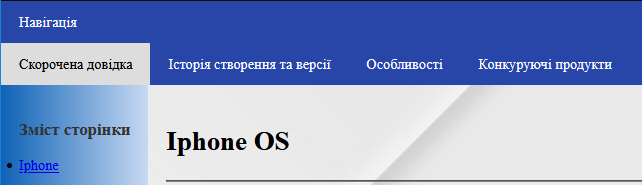 Навігація
Скорочена довідка Історія створення та версії Особливості Конкуруючі продукти
Зміст сторінки
Iphone
Iphone OS